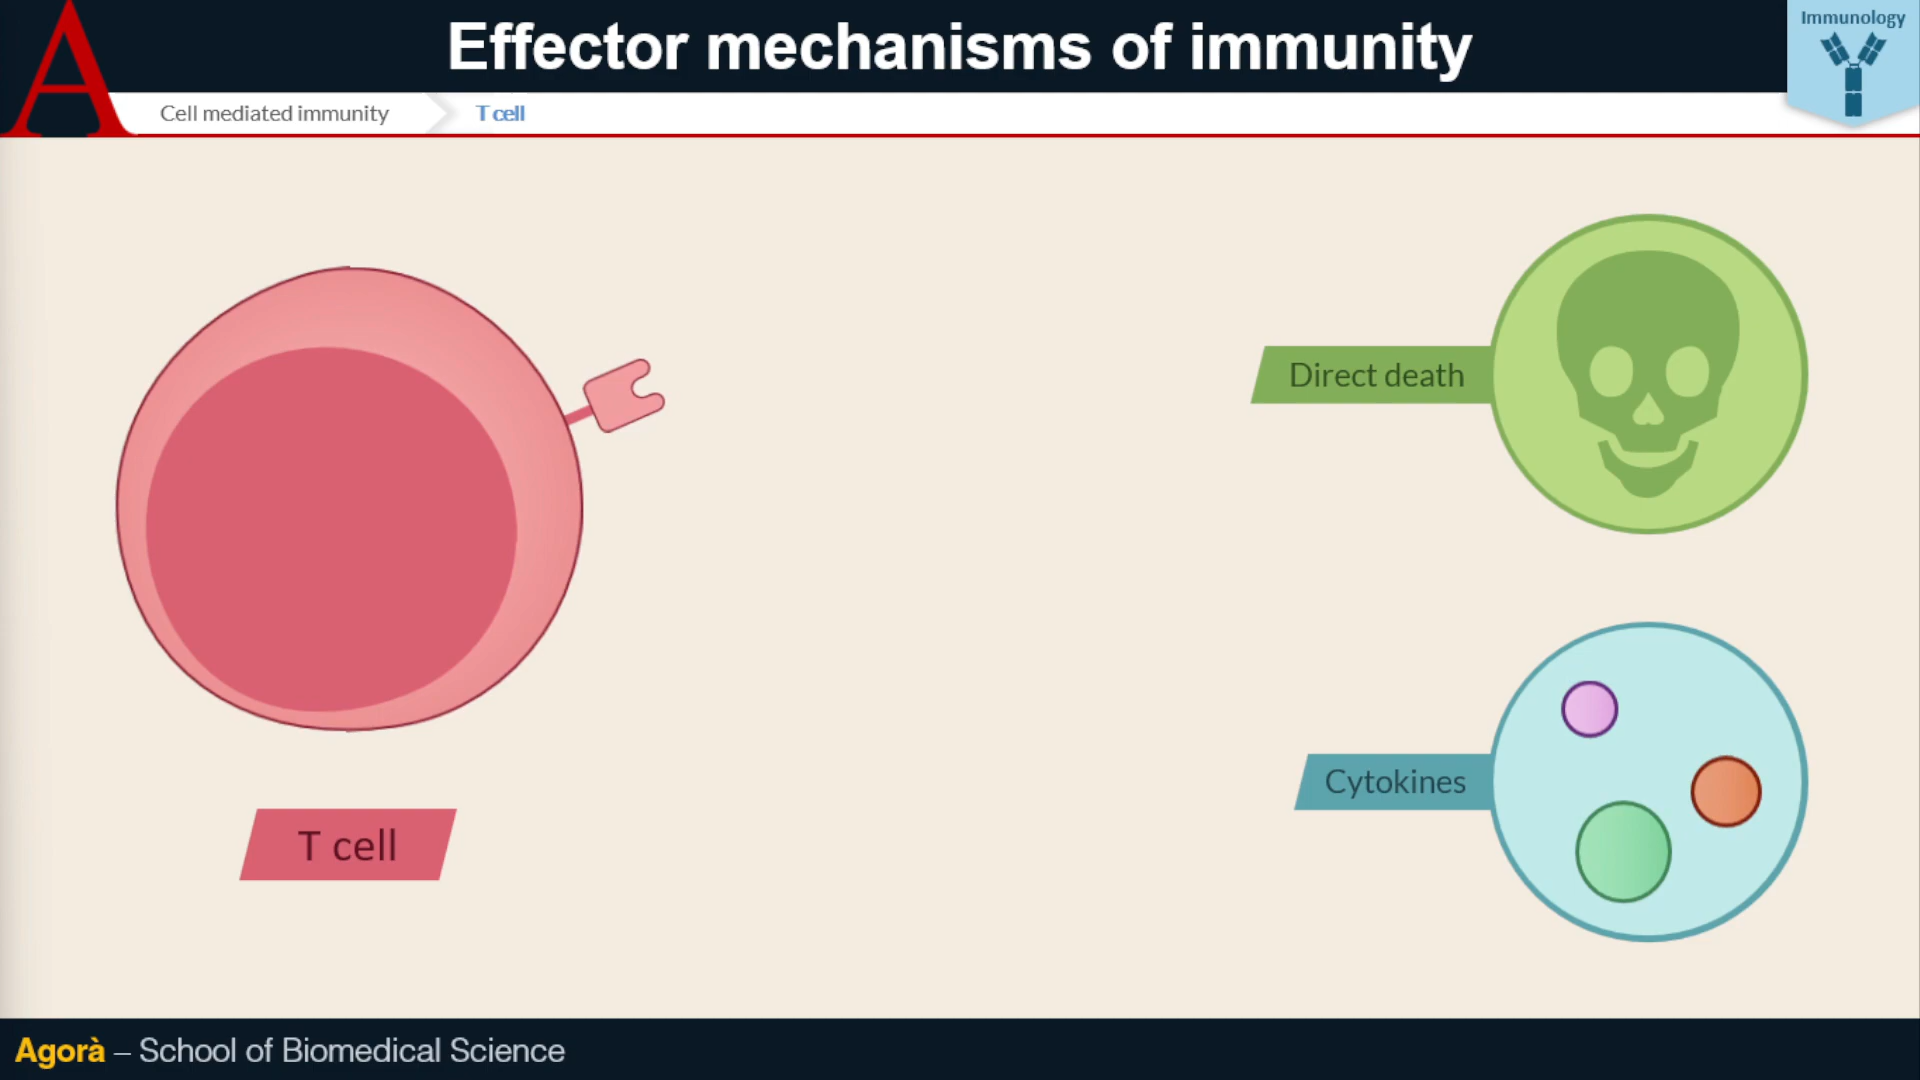 Effector mechanisms of immunity
Immunology
A
Cell mediated immunity
T cell
Direct death
Cytokines
T cell
Agorà – School of Biomedical Science